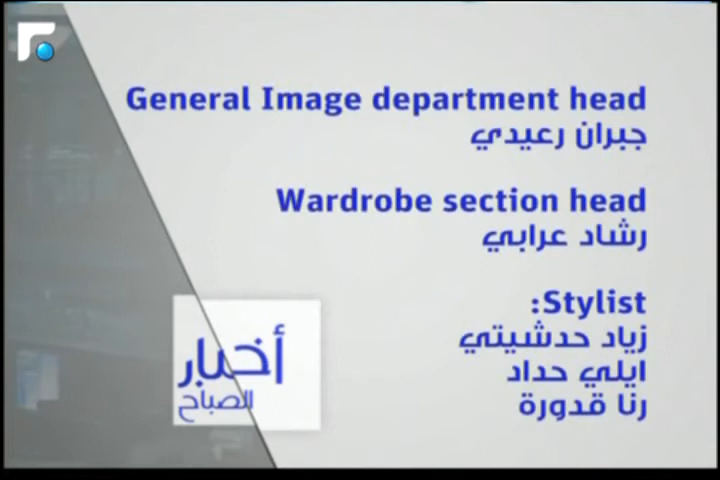 General Image department head
جبران رعيدي
Wardrobe section head
رشاد عرابي
Stylist:
زياد حدشيتي
ايلي حداد
رنا قدورة
أخبار
الصباح